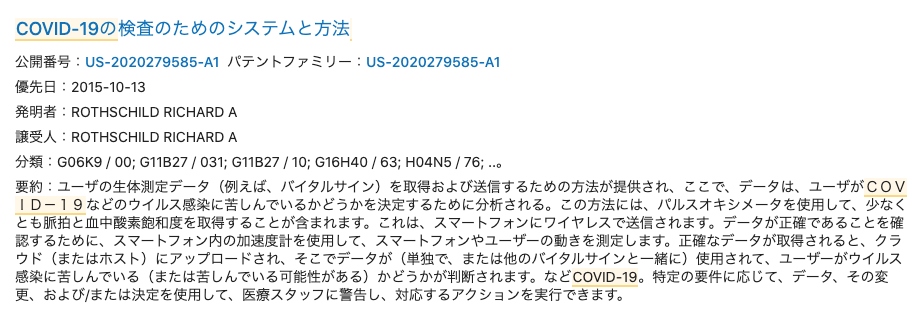 COVID-19の検査のためのシステムと方法
公開番号：US-2020279585-A1 パテントファミリー：US-2020279585-A1
優先日：2015-10-13
発明者：ROTHSCHILD RICHARD A
譲受人：ROTHSCHILD RICHARD A
分類：G06K9 / 00; G11B27 / 031; G11B27 / 10; G16H40 / 63; H04N5 / 76; ..。
要約：ユーザの生体測定データ（例えば、バイタルサイン）を取得および送信するための方法が提供され、ここで、データは、ユーザがＣＯＶ
ＩＤ－１９などのウイルス感染に苦しんでいるかどうかを決定するために分析される。この方法には、パルスオキシメータを使用して、少なく
とも脈拍と血中酸素飽和度を取得することが含まれます。これは、スマートフォンにワイヤレスで送信されます。データが正確であることを確
認するために、スマートフォン内の加速度計を使用して、スマートフォンやユーザーの動きを測定します。正確なデータが取得されると、クラ
ウド（またはホスト）にアップロードされ、そこでデータが（単独で、または他のバイタルサインと一緒に）使用されて、ユーザーがウイルス
感染に苦しんでいる（または苦しんでいる可能性がある）かどうかが判断されます。などCOVID-19。特定の要件に応じて、データ、その変
更、および/または決定を使用して、医療スタッフに警告し、対応するアクションを実行できます。